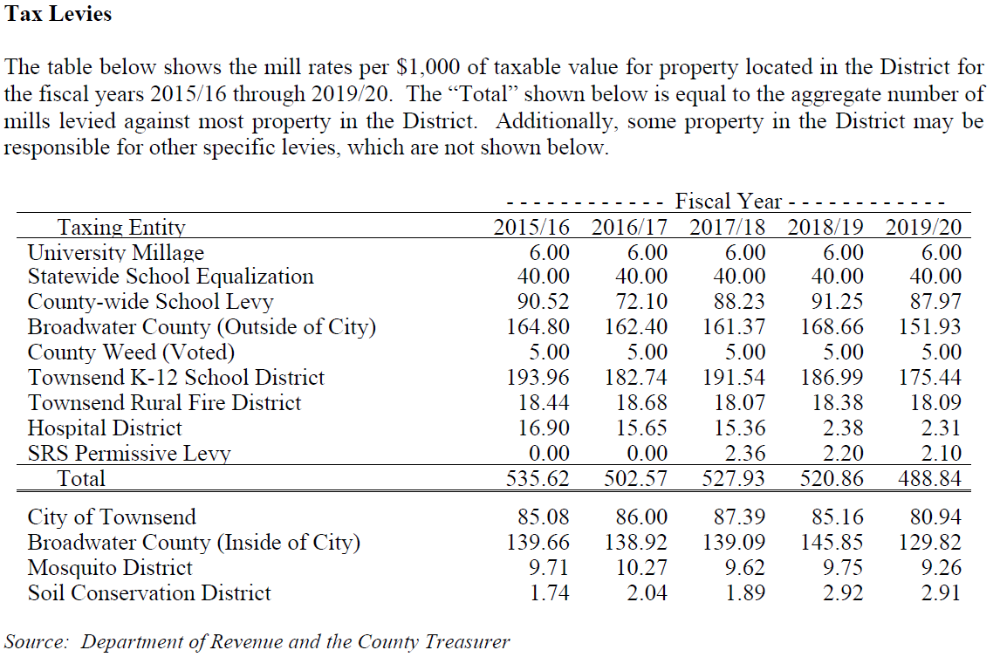 Tax Levies
The table below shows the mill rates per $1,000 of taxable value for property located in the District for
the fiscal years 2015/16 through 2019/20.  The “Total” shown below is equal to the aggregate number of
mills levied against most property in the District.  Additionally, some property in the District may be
responsible for other specific levies, which are not shown below.
- - - - - - - - - - - - Fiscal Year - - - - - - - - - - - -
Taxing Entity 2015/16 2016/17 2017/18 2018/19 2019/20
University Millage 6.00 6.00 6.00 6.00 6.00
Statewide School Equalization 40.00 40.00 40.00 40.00 40.00
County-wide School Levy 90.52 72.10 88.23 91.25 87.97
Broadwater County (Outside of City) 164.80 162.40 161.37 168.66 151.93
County Weed (Voted) 5.00 5.00 5.00 5.00 5.00
Townsend K-12 School District 193.96 182.74 191.54 186.99 175.44
Townsend Rural Fire District 18.44 18.68 18.07 18.38 18.09
Hospital District 16.90 15.65 15.36 2.38 2.31
SRS Permissive Levy 0.00 0.00 2.36 2.20 2.10
Total 535.62 502.57 527.93 520.86 488.84
City of Townsend 85.08 86.00 87.39 85.16 80.94
Broadwater County (Inside of City) 139.66 138.92 139.09 145.85 129.82
Mosquito District 9.71 10.27 9.62 9.75 9.26
Soil Conservation District 1.74 2.04 1.89 2.92 2.91
Source:  Department of Revenue and the County Treasurer